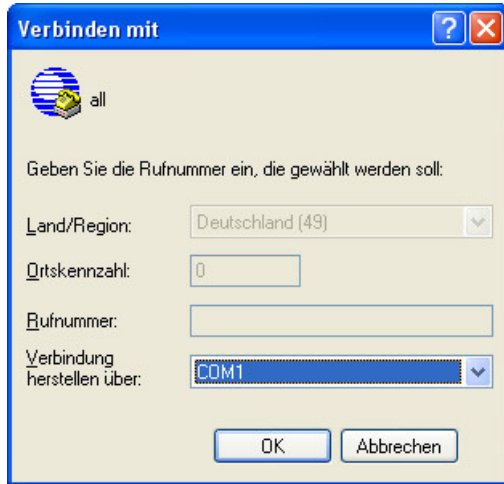 Verbinden mit
all
Geben Sie die Rufnummer ein, die gewählt werden soll:
Land/Region: Deutschland (49)
Ortskennzahl: 0
Rufnummer:
Verbindung
herstellen über: COM1
OK Abbrechen